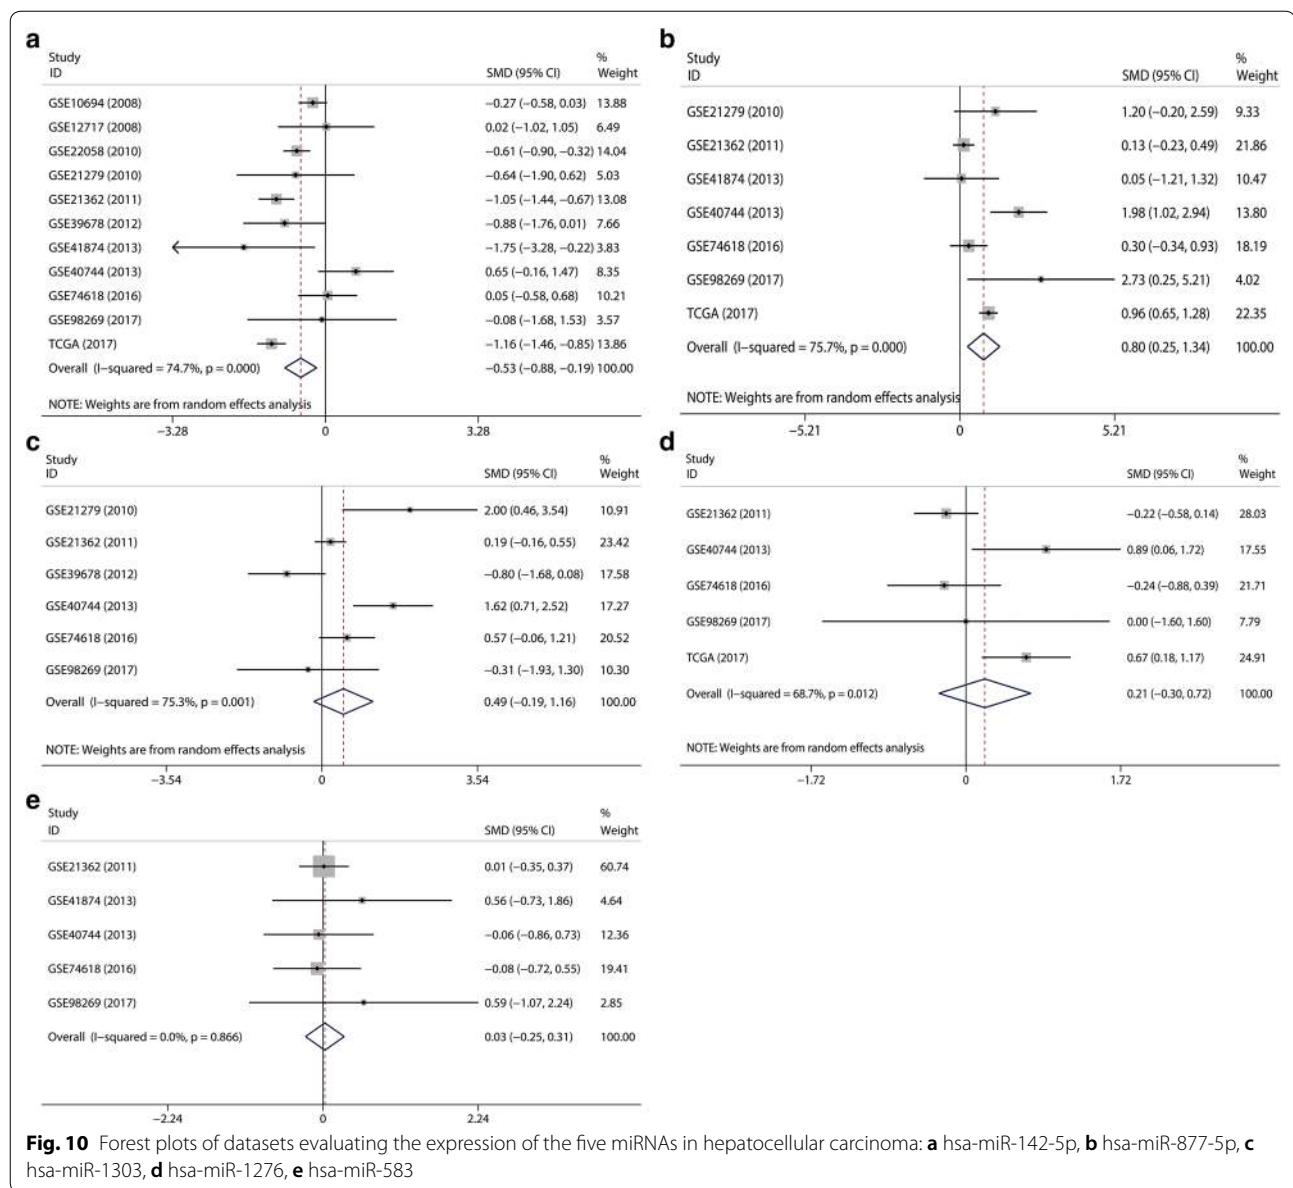 a
Study %
ID SMD (95% CI) Weight
GSE10694 (2008) −0.27 (−0.58, 0.03) 13.88
GSE12717 (2008) 0.02 (−1.02, 1.05) 6.49
GSE22058 (2010) −0.61 (−0.90, −0.32) 14.04
GSE21279 (2010) −0.64 (−1.90, 0.62) 5.03
GSE21362 (2011) −1.05 (−1.44, −0.67) 13.08
GSE39678 (2012) −0.88 (−1.76, 0.01) 7.66
GSE41874 (2013) −1.75 (−3.28, −0.22) 3.83
GSE40744 (2013) 0.65 (−0.16, 1.47) 8.35
GSE74618 (2016) 0.05 (−0.58, 0.68) 10.21
GSE98269 (2017) −0.08 (−1.68, 1.53) 3.57
TCGA (2017) −1.16 (−1.46, −0.85) 13.86
Overall (I−squared = 74.7%, p = 0.000) −0.53 (−0.88, −0.19) 100.00
NOTE: Weights are from random effects analysis
−3.28 0 3.28
b
Study %
ID SMD (95% CI) Weight
GSE21279 (2010) 1.20 (−0.20, 2.59) 9.33
GSE21362 (2011) 0.13 (−0.23, 0.49) 21.86
GSE41874 (2013) 0.05 (−1.21, 1.32) 10.47
GSE40744 (2013) 1.98 (1.02, 2.94) 13.80
GSE74618 (2016) 0.30 (−0.34, 0.93) 18.19
GSE98269 (2017) 2.73 (0.25, 5.21) 4.02
TCGA (2017) 0.96 (0.65, 1.28) 22.35
Overall (I−squared = 75.7%, p = 0.000) 0.80 (0.25, 1.34) 100.00
NOTE: Weights are from random effects analysis
−5.21 0 5.21
c
Study %
ID SMD (95% CI) Weight
GSE21279 (2010) 2.00 (0.46, 3.54) 10.91
GSE21362 (2011) 0.19 (−0.16, 0.55) 23.42
GSE39678 (2012) −0.80 (−1.68, 0.08) 17.58
GSE40744 (2013) 1.62 (0.71, 2.52) 17.27
GSE74618 (2016) 0.57 (−0.06, 1.21) 20.52
GSE98269 (2017) −0.31 (−1.93, 1.30) 10.30
Overall (I−squared = 75.3%, p = 0.001) 0.49 (−0.19, 1.16) 100.00
NOTE: Weights are from random effects analysis
−3.54 0 3.54
d
Study %
ID SMD (95% CI) Weight
GSE21362 (2011) −0.22 (−0.58, 0.14) 28.03
GSE40744 (2013) 0.89 (0.06, 1.72) 17.55
GSE74618 (2016) −0.24 (−0.88, 0.39) 21.71
GSE98269 (2017) 0.00 (−1.60, 1.60) 7.79
TCGA (2017) 0.67 (0.18, 1.17) 24.91
Overall (I−squared = 68.7%, p = 0.012) 0.21 (−0.30, 0.72) 100.00
NOTE: Weights are from random effects analysis
−1.72 0 1.72
e
Study %
ID SMD (95% CI) Weight
GSE21362 (2011) 0.01 (−0.35, 0.37) 60.74
GSE41874 (2013) 0.56 (−0.73, 1.86) 4.64
GSE40744 (2013) −0.06 (−0.86, 0.73) 12.36
GSE74618 (2016) −0.08 (−0.72, 0.55) 19.41
GSE98269 (2017) 0.59 (−1.07, 2.24) 2.85
Overall (I−squared = 0.0%, p = 0.866) 0.03 (−0.25, 0.31) 100.00
−2.24 0 2.24
Fig. 10 Forest plots of datasets evaluating the expression of the five miRNAs in hepatocellular carcinoma: a hsa-miR-142-5p, b hsa-miR-877-5p, c
hsa-miR-1303, d hsa-miR-1276, e hsa-miR-583